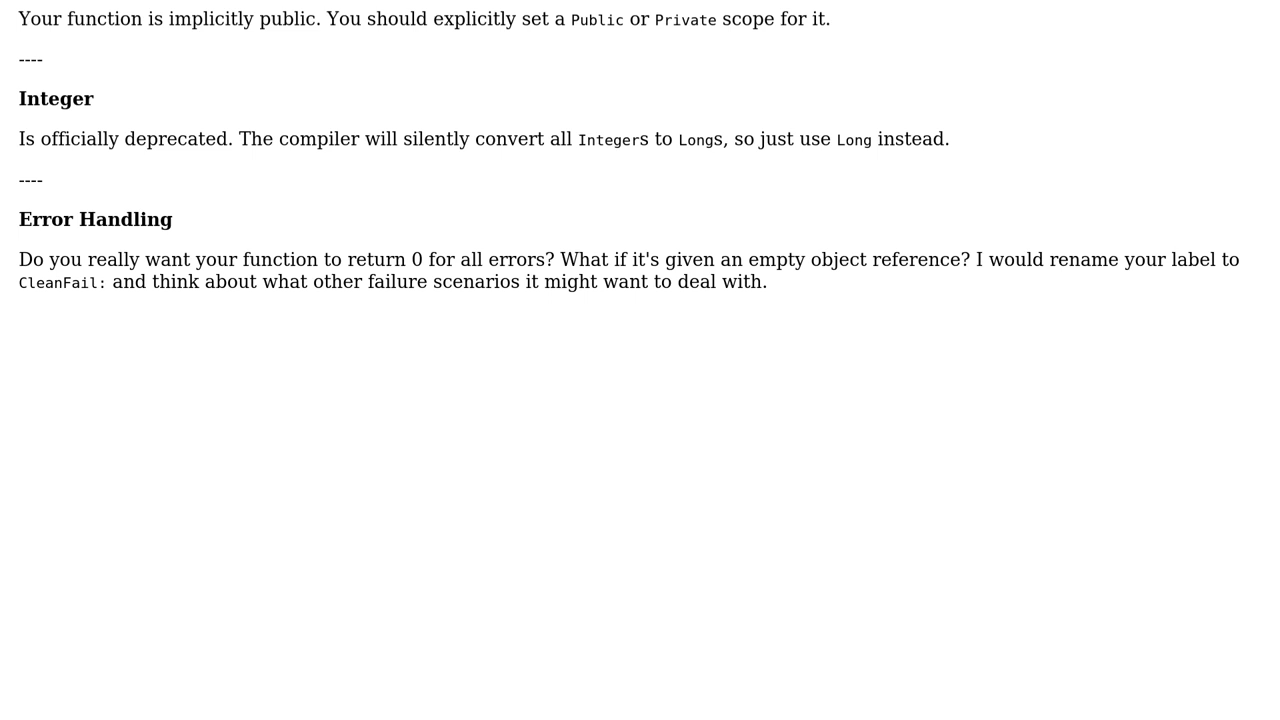 Your function is implicitly public. You should explicitly set a Public or Private scope for it.
----
Integer
Is officially deprecated. The compiler will silently convert all Integers to Longs, so just use Long instead.
----
Error Handling
Do you really want your function to return 0 for all errors? What if it's given an empty object reference? I would rename your label to
CleanFail: and think about what other failure scenarios it might want to deal with.